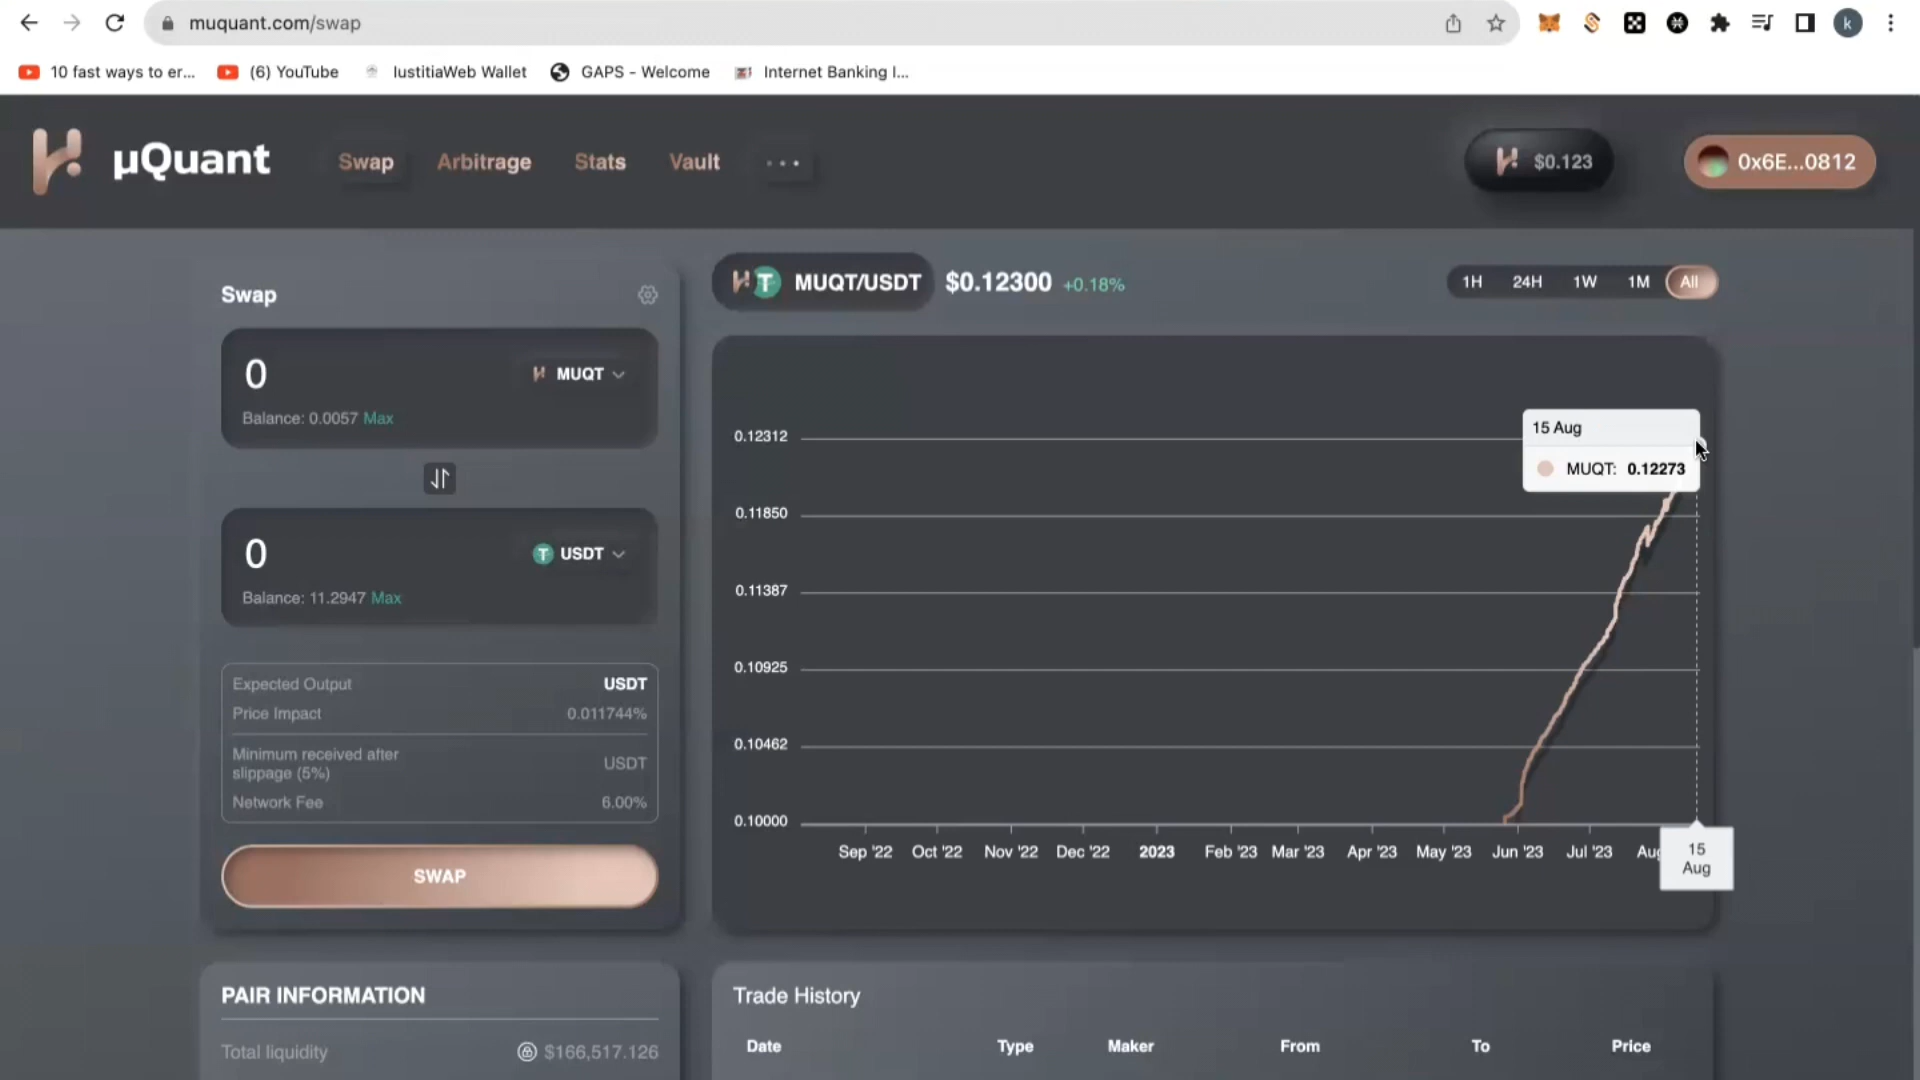 muquant.com/swap
k
10 fast ways to er...
(6) YouTube
IustitiaWeb Wallet
GAPS - Welcome
Internet Banking I...
µQuant
Swap
Arbitrage
Stats
Vault
$0.123
0x6E...0812
Swap
0
MUQT
Balance: 0.0057 Max
0
USDT
Balance: 11.2947 Max
Expected Output USDT
Price Impact 0.011744%
Minimum received after
slippage (5%)
USDT
Network Fee 6.00%
SWAP
PAIR INFORMATION
Total liquidity $166,517.126
MUQT/USDT
$0.12300 +0.18%
1H 24H 1W 1M All
0.12312
0.11850
0.11387
0.10925
0.10462
0.10000
15 Aug
MUQT: 0.12273
Sep '22 Oct '22 Nov '22 Dec '22 2023 Feb '23 Mar '23 Apr '23 May '23 Jun '23 Jul '23
15
Aug
Trade History
Date Type Maker From To Price